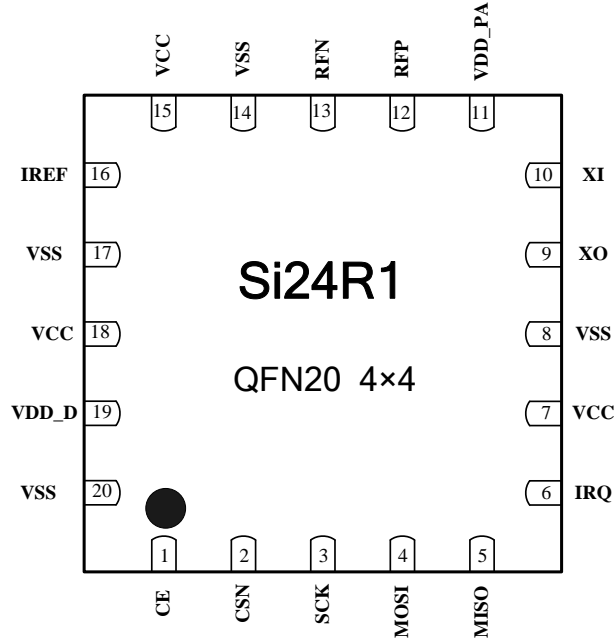 VCC VSS RFN RFP VDD_PA
15 14 13 12 11
IREF 16 10 XI
VSS 17 9 XO
Si24R1
VCC 18 8 VSS
QFN20 4×4
VDD_D 19 7 VCC
VSS 20 6 IRQ
1 2 3 4 5
CE CSN SCK MOSI MISO